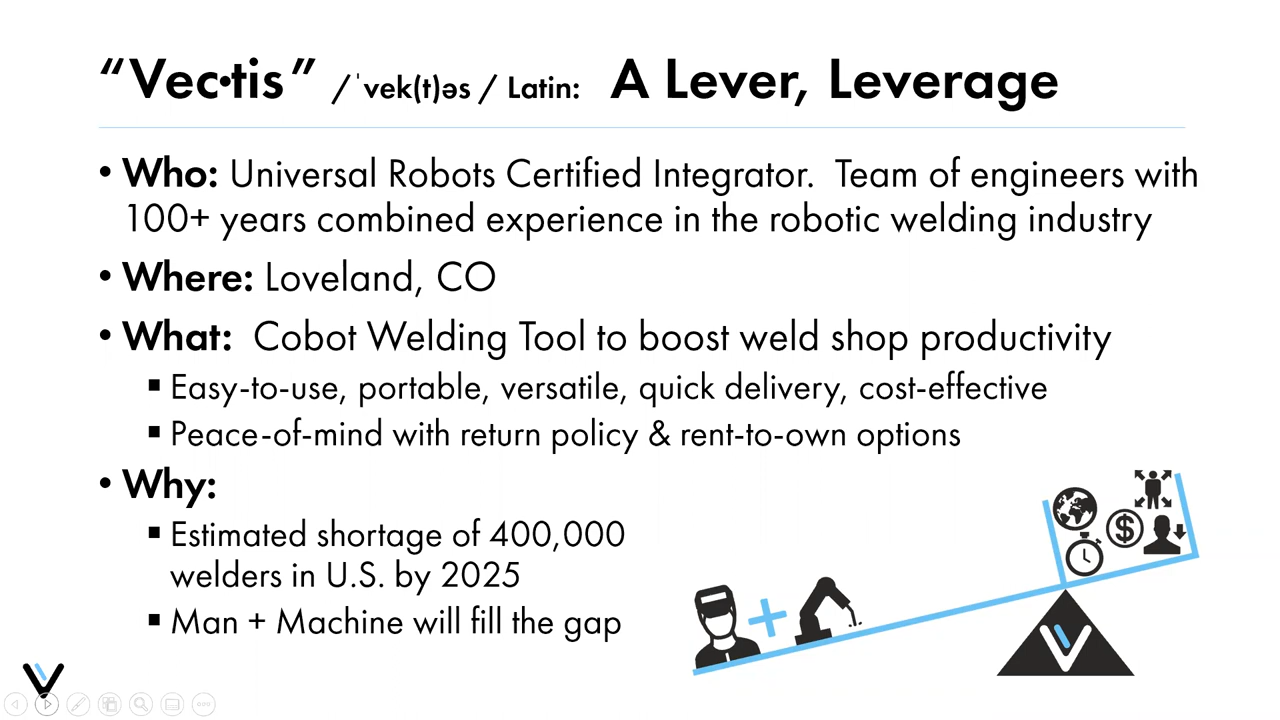 “Vec•tis” /ˈvek(t)əs / Latin: A Lever, Leverage
• Who: Universal Robots Certified Integrator. Team of engineers with
100+ years combined experience in the robotic welding industry
• Where: Loveland, CO
• What: Cobot Welding Tool to boost weld shop productivity
▪ Easy-to-use, portable, versatile, quick delivery, cost-effective
▪ Peace-of-mind with return policy & rent-to-own options
• Why:
▪ Estimated shortage of 400,000
welders in U.S. by 2025
▪ Man + Machine will fill the gap
+
$